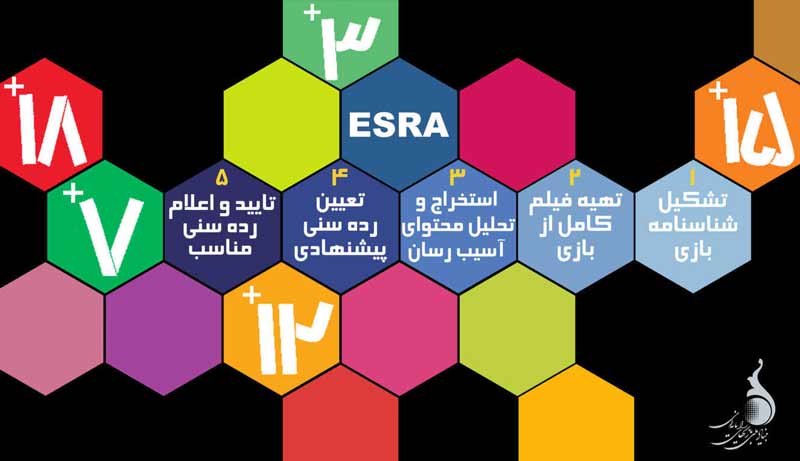 +۳
ESRA
+۱۸
+۱۵
+۷
+۱۲
۱
تشکیل
شناسنامه
بازی
۲
تهیه فیلم
کامل از
بازی
۳
استخراج و
تحلیل محتوای
آسیب رسان
۴
تعیین
رده سنی
پیشنهادی
۵
تایید و اعلام
رده سنی
مناسب